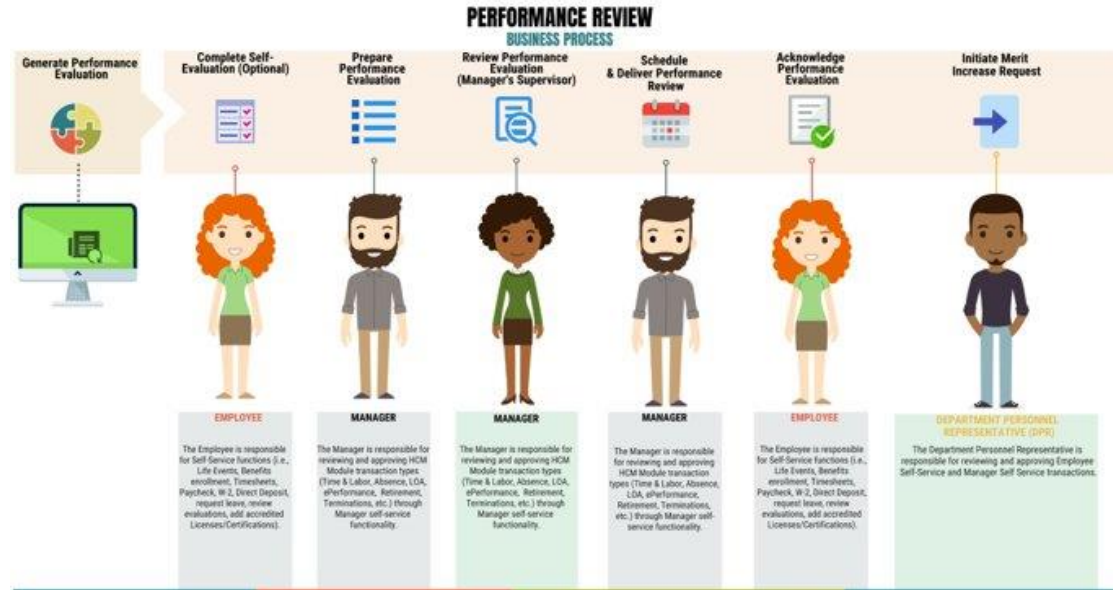 PERFORMANCE REVIEW
BUSINESS PROCESS
Generate Performance
Evaluation
Complete Self-
Evaluation (Optional)
Prepare
Performance
Evaluation
Review Performance
Evaluation
(Manager's Supervisor)
Schedule
& Deliver Performance
Review
Acknowledge
Performance
Evaluation
Initiate Merit
Increase Request
EMPLOYEE
The Employee is responsible
for Self-Service functions (i.e.,
Life Events, Benefits
enrollment, Timesheets,
Paycheck, W-2, Direct Deposit,
request leave, review
evaluations, add accredited
Licenses/Certifications).
MANAGER
The Manager is responsible for
reviewing and approving HCM
Module transaction types
(Time & Labor, Absence, LOA,
ePerformance, Retirement,
Terminations, etc.) through
Manager self-service
functionality.
MANAGER
The Manager is responsible for
reviewing and approving HCM
Module transaction types
(Time & Labor, Absence, LOA,
ePerformance, Retirement,
Terminations, etc.) through
Manager self-service
functionality.
MANAGER
The Manager is responsible
for reviewing and approving
HCM Module transaction
types (Time & Labor, Absence,
LOA, ePerformance,
Retirement, Terminations,
etc.) through Manager self-
service functionality.
EMPLOYEE
The Employee is responsible
for Self-Service functions (i.e.,
Life Events, Benefits
enrollment, Timesheets,
Paycheck, W-2, Direct Deposit,
request leave, review
evaluations, add accredited
Licenses/Certifications).
DEPARTMENT PERSONNEL
REPRESENTATIVE (DPR)
The Department Personnel Representative is
responsible for reviewing and approving Employee
Self-Service and Manager Self Service transactions.